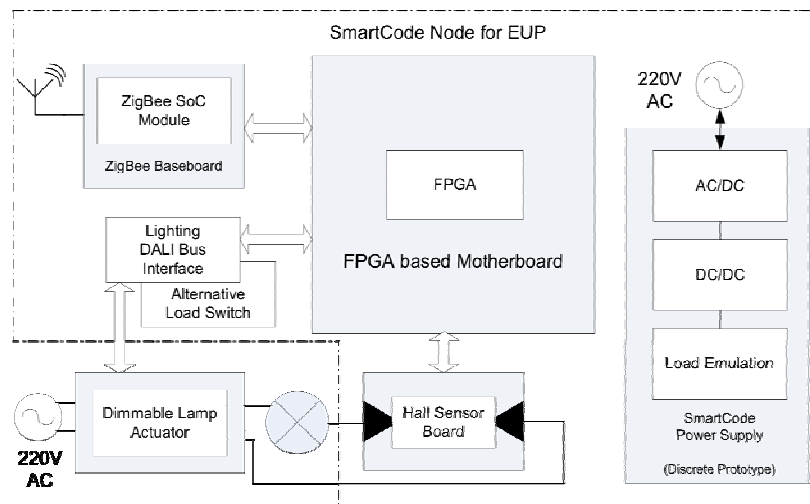 SmartCode Node for EUP
ZigBee SoC
Module
ZigBee Baseboard
FPGA
FPGA based Motherboard
Lighting
DALI Bus
Interface
Alternative
Load Switch
Dimmable Lamp
Actuator
220V
AC
Hall Sensor
Board
220V
AC
AC/DC
DC/DC
Load Emulation
SmartCode
Power Supply
(Discrete Prototype)